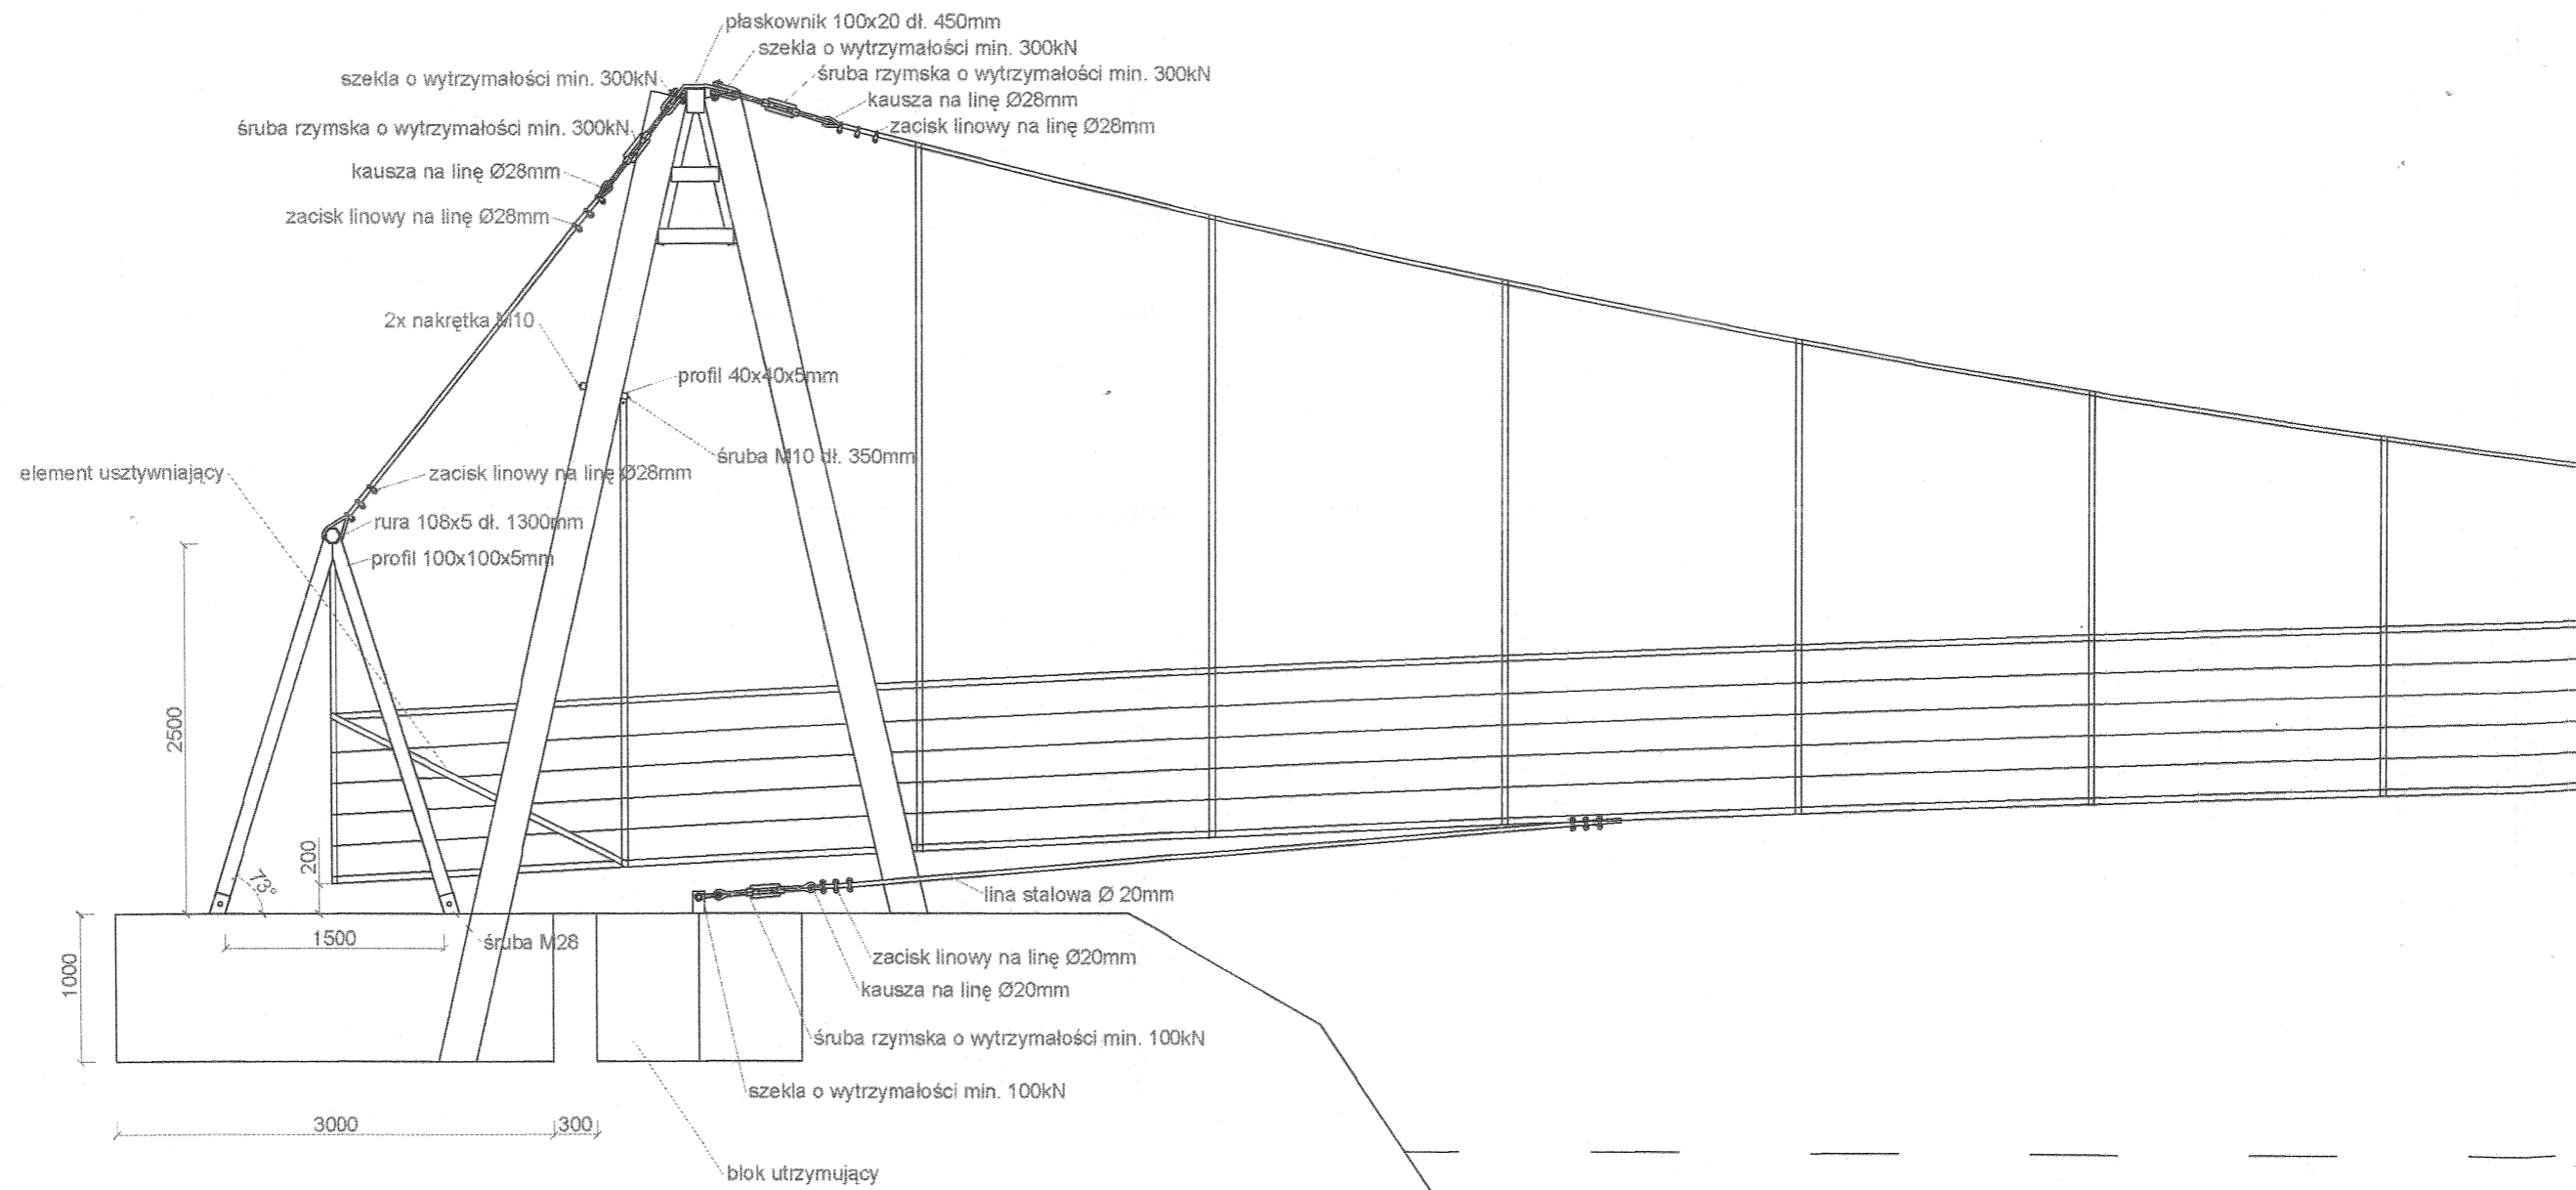 płaskownik 100x20 dł. 450mm
szekla o wytrzymałości min. 300kN
szekla o wytrzymałości min. 300kN
śruba rzymska o wytrzymałości min. 300kN
kausza na linę Ø28mm
śruba rzymska o wytrzymałości min. 300kN
zacisk linowy na linę Ø28mm
kausza na linę Ø28mm
zacisk linowy na linę Ø28mm
2x nakrętka M10
profil 40x40x5mm
śruba M10 dł. 350mm
element usztywniający
zacisk linowy na linę Ø28mm
rura 108x5 dł. 1300mm
profil 100x100x5mm
2500
200
73°
lina stalowa Ø 20mm
1500
śruba M28
1000
zacisk linowy na linę Ø20mm
kausza na linę Ø20mm
śruba rzymska o wytrzymałości min. 100kN
szekla o wytrzymałości min. 100kN
3000
300
blok utrzymujący